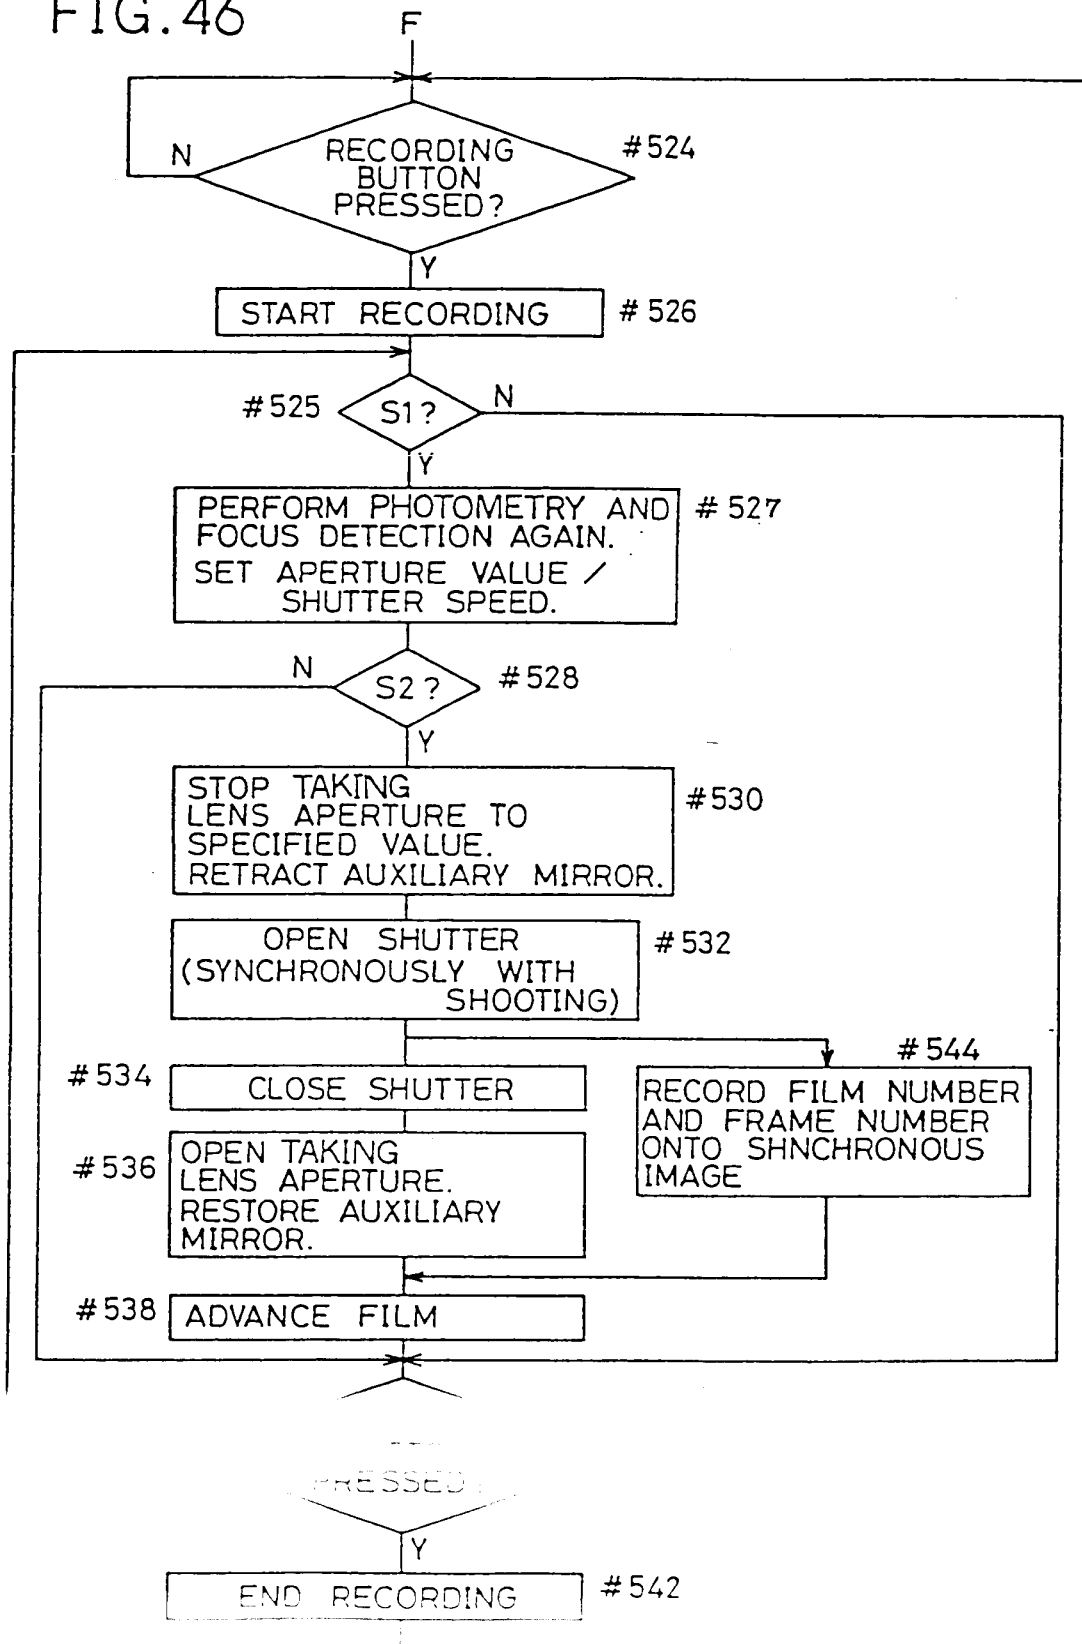 FIG. 46
F
N
RECORDING
BUTTON
PRESSED?
#524
Y
START RECORDING
#526
#525
S1?
N
Y
PERFORM PHOTOMETRY AND
FOCUS DETECTION AGAIN.
SET APERTURE VALUE /
SHUTTER SPEED.
#527
N
S2?
#528
Y
STOP TAKING
LENS APERTURE TO
SPECIFIED VALUE.
RETRACT AUXILIARY MIRROR.
#530
OPEN SHUTTER
(SYNCHRONOUSLY WITH
SHOOTING)
#532
#534
CLOSE SHUTTER
#544
RECORD FILM NUMBER
AND FRAME NUMBER
ONTO SHNCHRONOUS
IMAGE
#536
OPEN TAKING
LENS APERTURE.
RESTORE AUXILIARY
MIRROR.
#538
ADVANCE FILM
PRESSED
Y
END RECORDING
#542